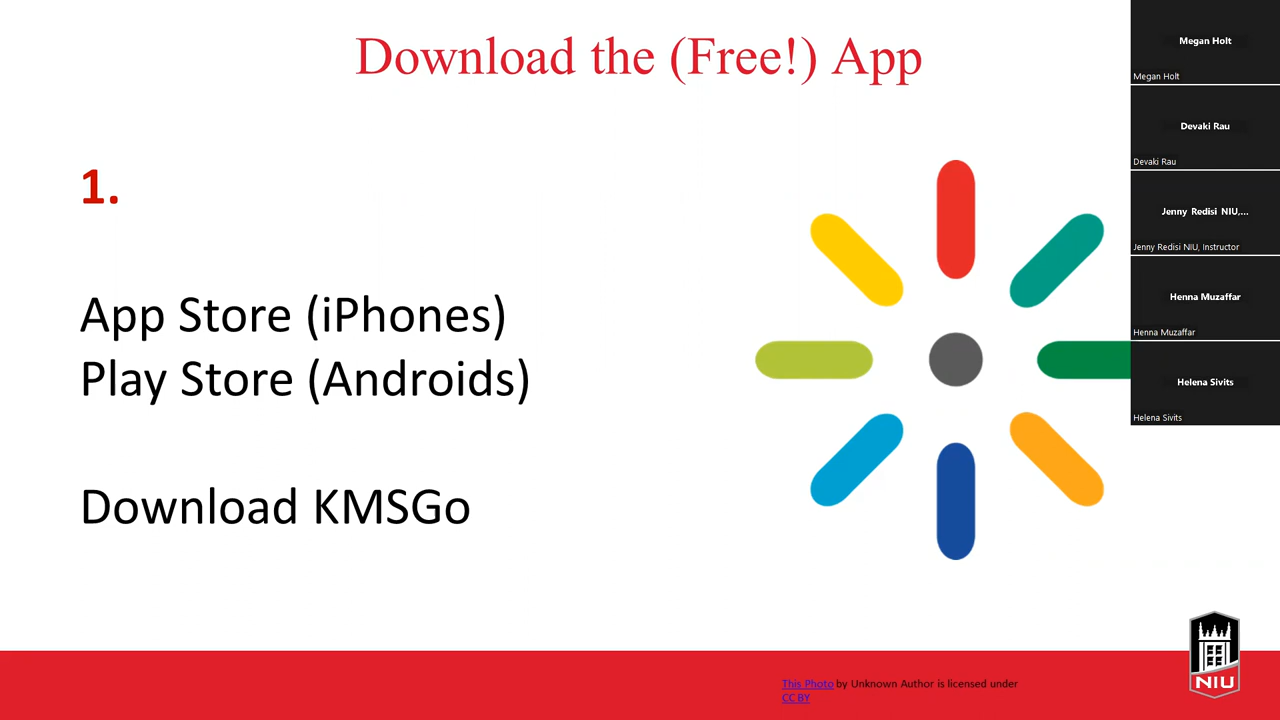 Download the (Free!) App
1.
App Store (iPhones)
Play Store (Androids)
Download KMSGo
This Photo by Unknown Author is licensed under
CC BY
NIU
Megan Holt
Megan Holt
Devaki Rau
Devaki Rau
Jenny Redisi NIU,...
Jenny Redisi NIU, Instructor
Henna Muzaffar
Henna Muzaffar
Helena Sivits
Helena Sivits